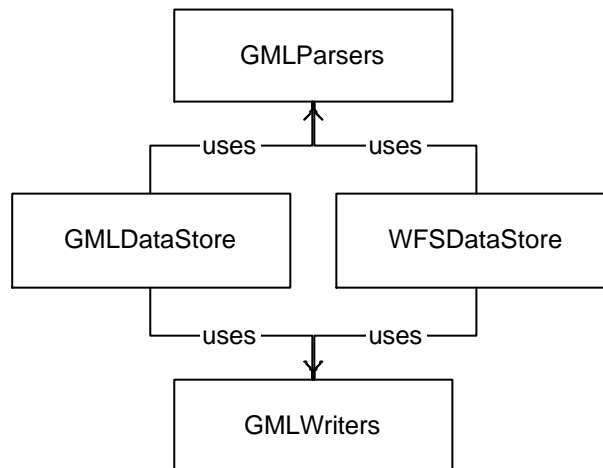 GMLParsers
uses uses
GMLDataStore WFSDataStore
uses uses
GMLWriters